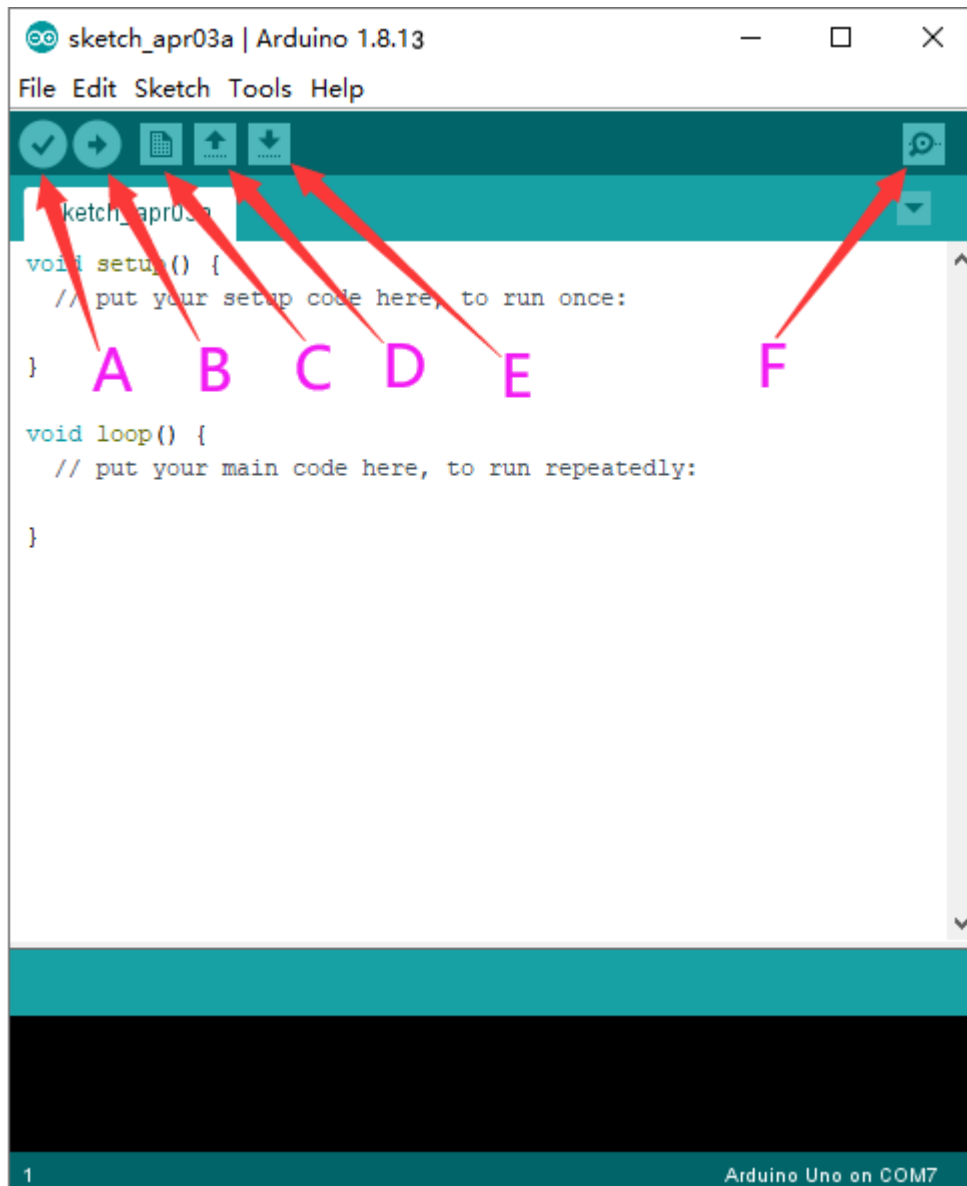 sketch_apr03a | Arduino 1.8.13
File Edit Sketch Tools Help
sketch_apr03a
void setup() {
// put your setup code here, to run once:
}
A B C D E F
void loop() {
// put your main code here, to run repeatedly:
}
1 Arduino Uno on COM7